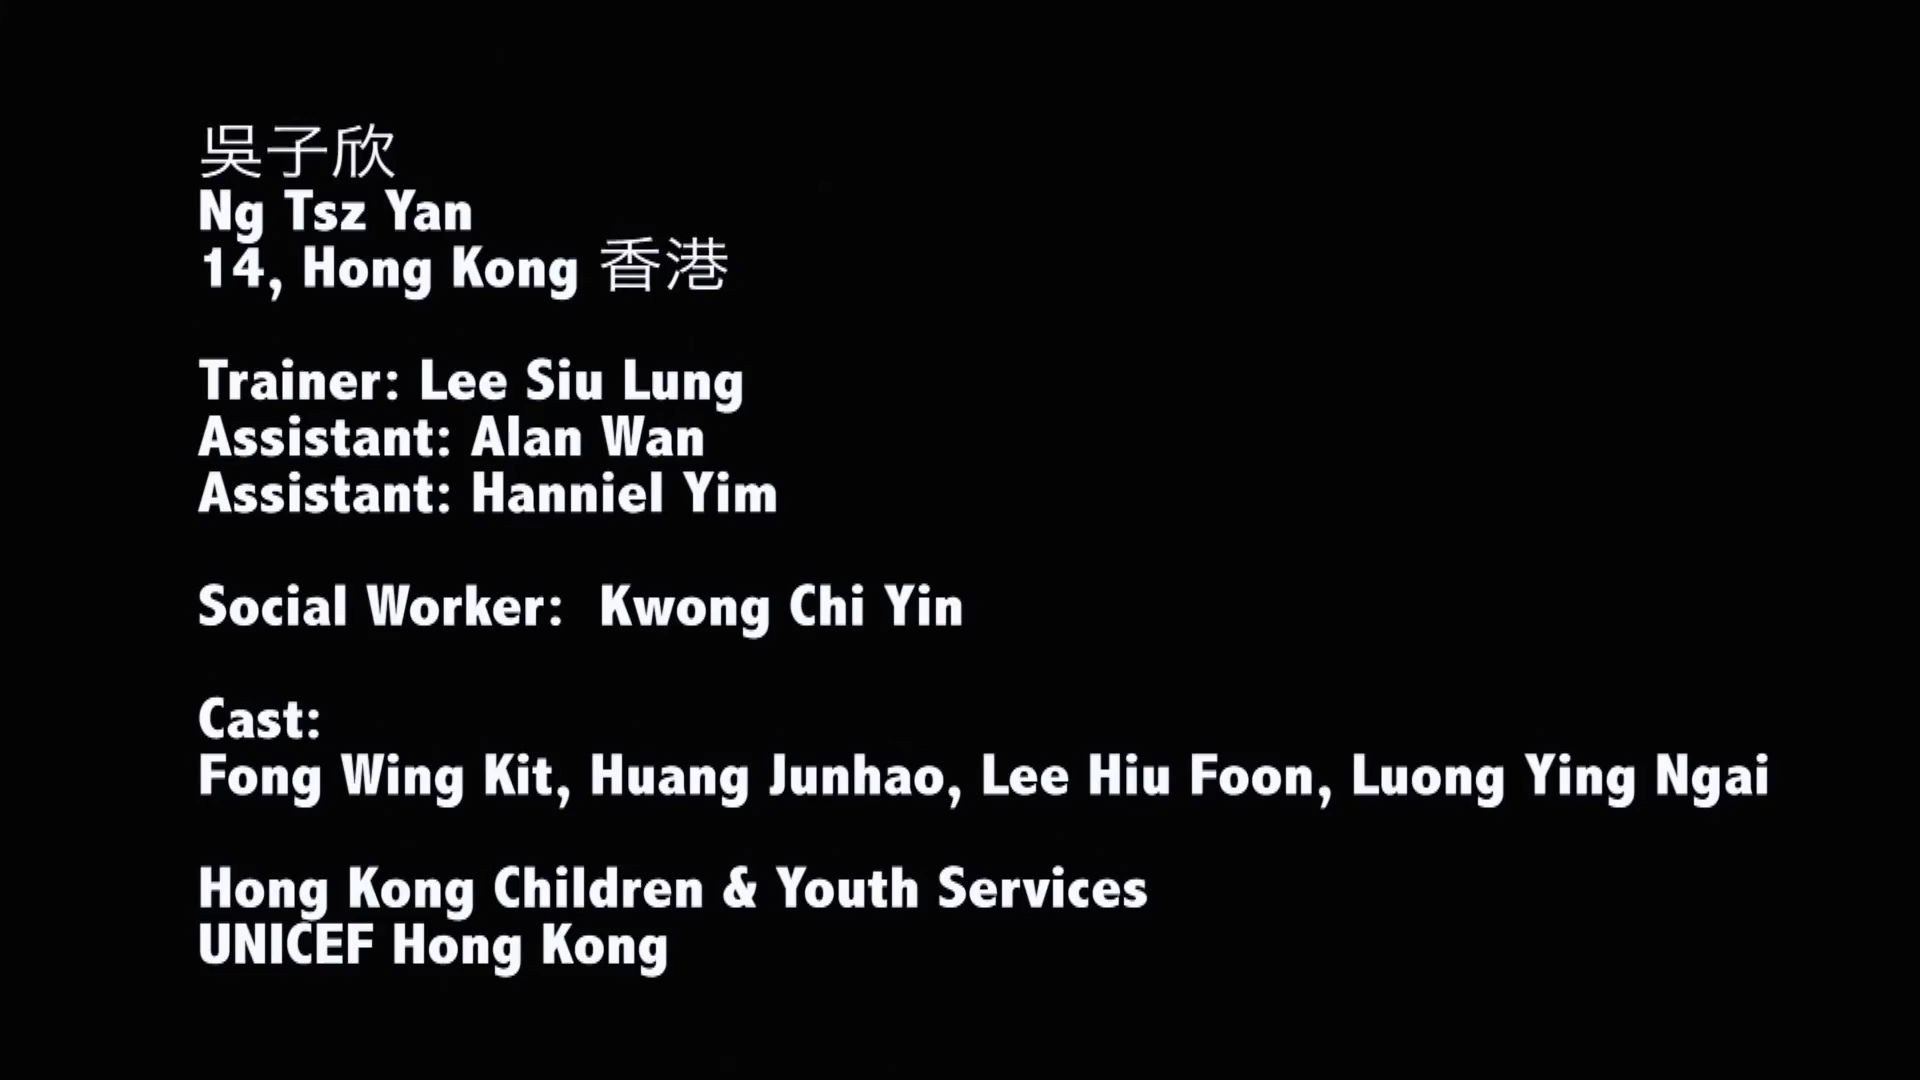 吳子欣
Ng Tsz Yan
14, Hong Kong 香港
Trainer: Lee Siu Lung
Assistant: Alan Wan
Assistant: Hanniel Yim
Social Worker:  Kwong Chi Yin
Cast:
Fong Wing Kit, Huang Junhao, Lee Hiu Foon, Luong Ying Ngai
Hong Kong Children & Youth Services
UNICEF Hong Kong